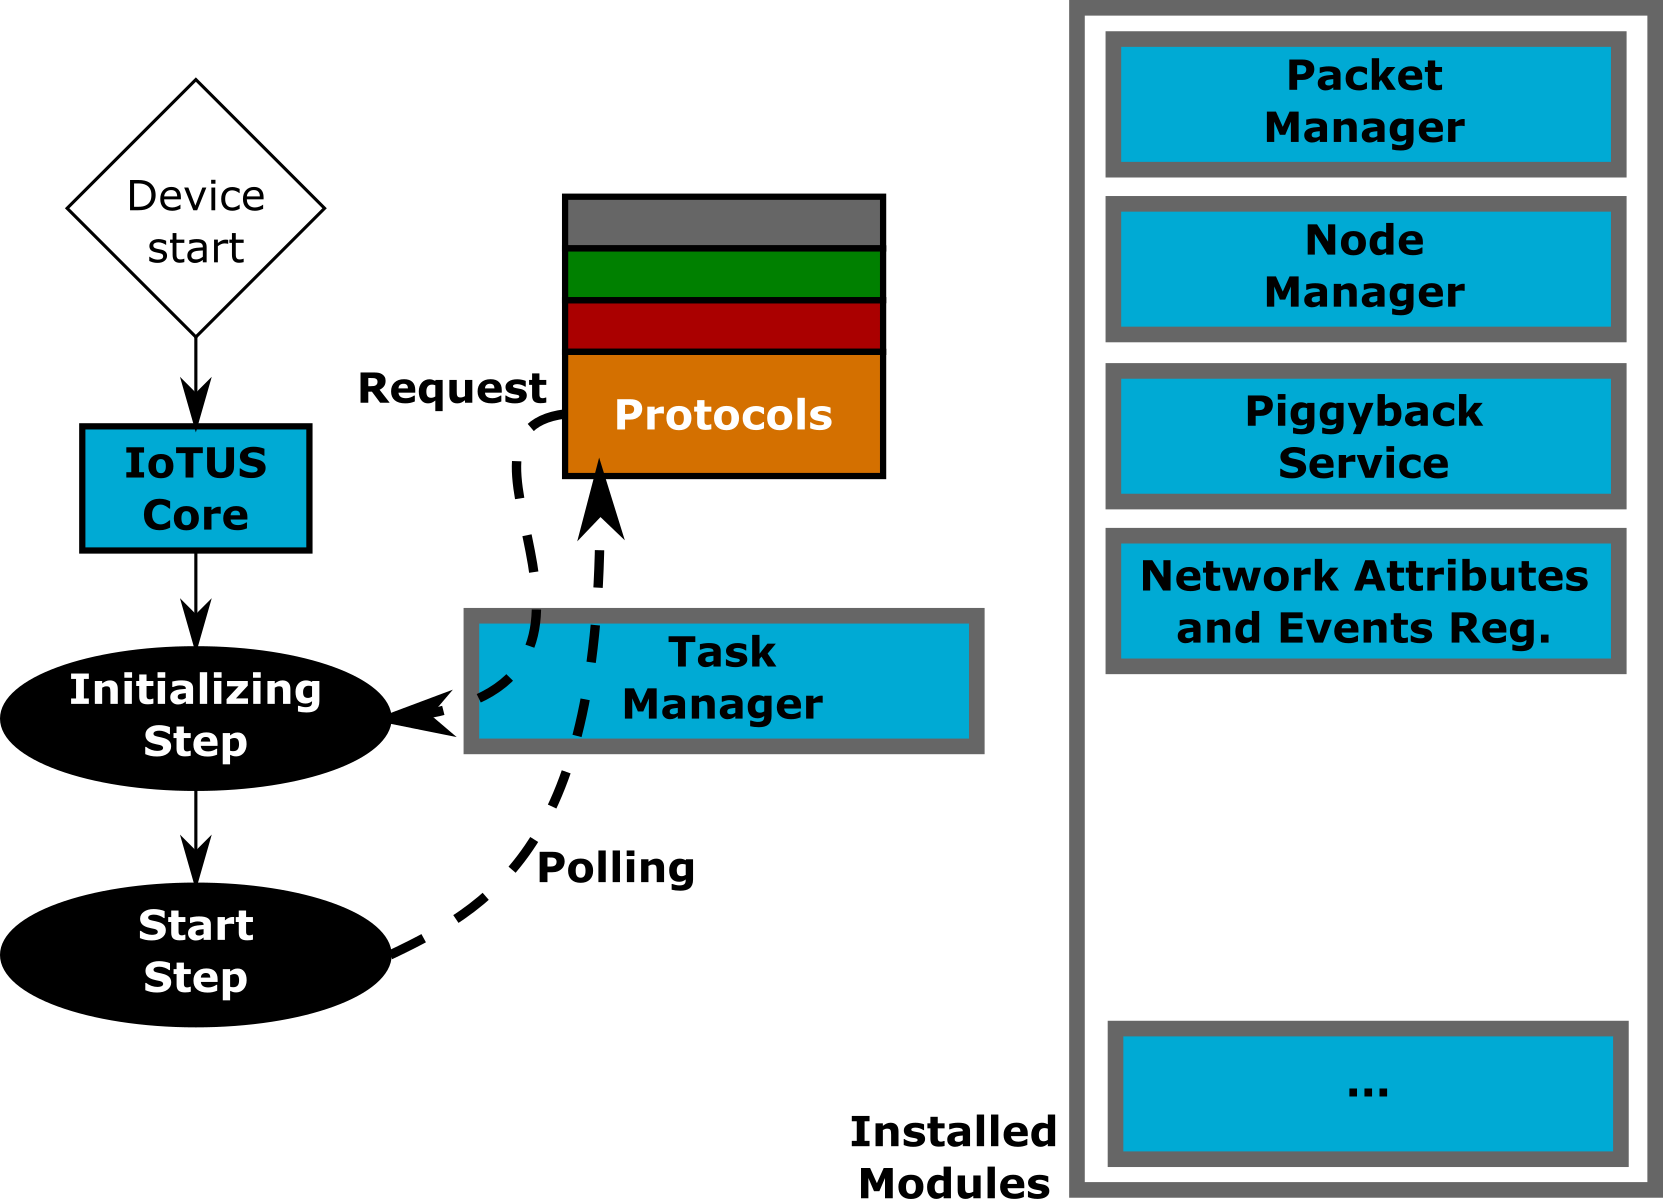 Device
start
IoTUS
Core
Initializing
Step
Start
Step
Request
Protocols
Task
Manager
Polling
Packet
Manager
Node
Manager
Piggyback
Service
Network Attributes
and Events Reg.
...
Installed
Modules